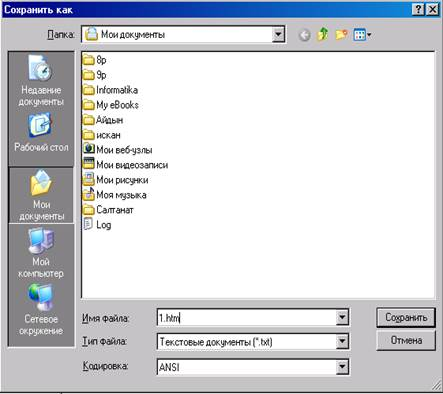 Сохранить как
Папка: Мои документы
Недавние документы
Рабочий стол
Мои документы
Мой компьютер
Сетевое окружение
8р
9р
Informatika
My eBooks
Айдын
искан
Мои веб-узлы
Мои видеозаписи
Мои рисунки
Моя музыка
Салтанат
Log
Имя файла: 1.htm Сохранить
Тип файла: Текстовые документы (*.txt) Отмена
Кодировка: ANSI